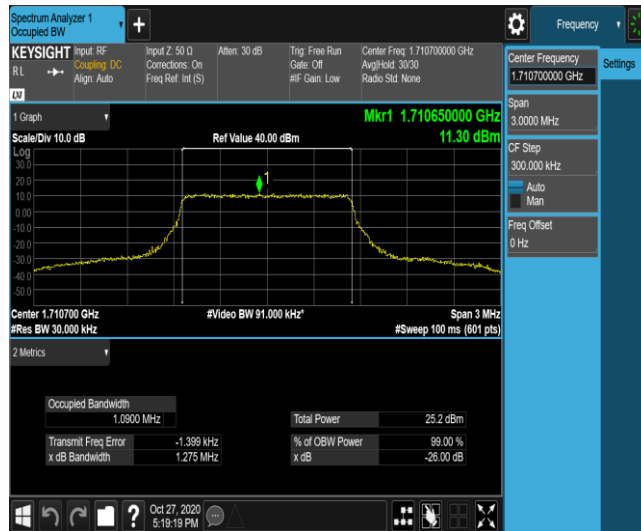 Spectrum Analyzer 1
Occupied BW
+
Frequency
KEYSIGHT
RL
LXI
Input: RF
Coupling: DC
Align: Auto
Input Z: 50 Ω
Corrections: On
Freq Ref: Int (S)
Atten: 30 dB
Trig: Free Run
Gate: Off
#IF Gain: Low
Center Freq: 1.710700000 GHz
Avg|Hold: 30/30
Radio Std: None
Center Frequency
1.710700000 GHz
Settings
Span
3.0000 MHz
CF Step
300.000 kHz
Auto
Man
Freq Offset
0 Hz
1 Graph
Mkr1 1.710650000 GHz
Scale/Div 10.0 dB
Ref Value 40.00 dBm
11.30 dBm
Log
30.0
20.0
10.0
0.00
-10.0
-20.0
-30.0
-40.0
-50.0
1
Center 1.710700 GHz
#Video BW 91.000 kHz*
Span 3 MHz
#Res BW 30.000 kHz
#Sweep 100 ms (601 pts)
2 Metrics
Occupied Bandwidth
1.0900 MHz
Total Power 25.2 dBm
Transmit Freq Error -1.399 kHz
% of OBW Power 99.00 %
x dB Bandwidth 1.275 MHz
x dB -26.00 dB
?
Oct 27, 2020
5:19:19 PM